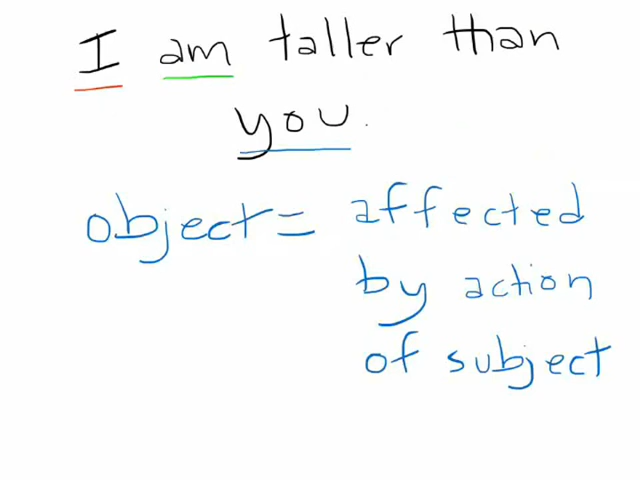 I am taller than
you.
object = affected
by action
of subject